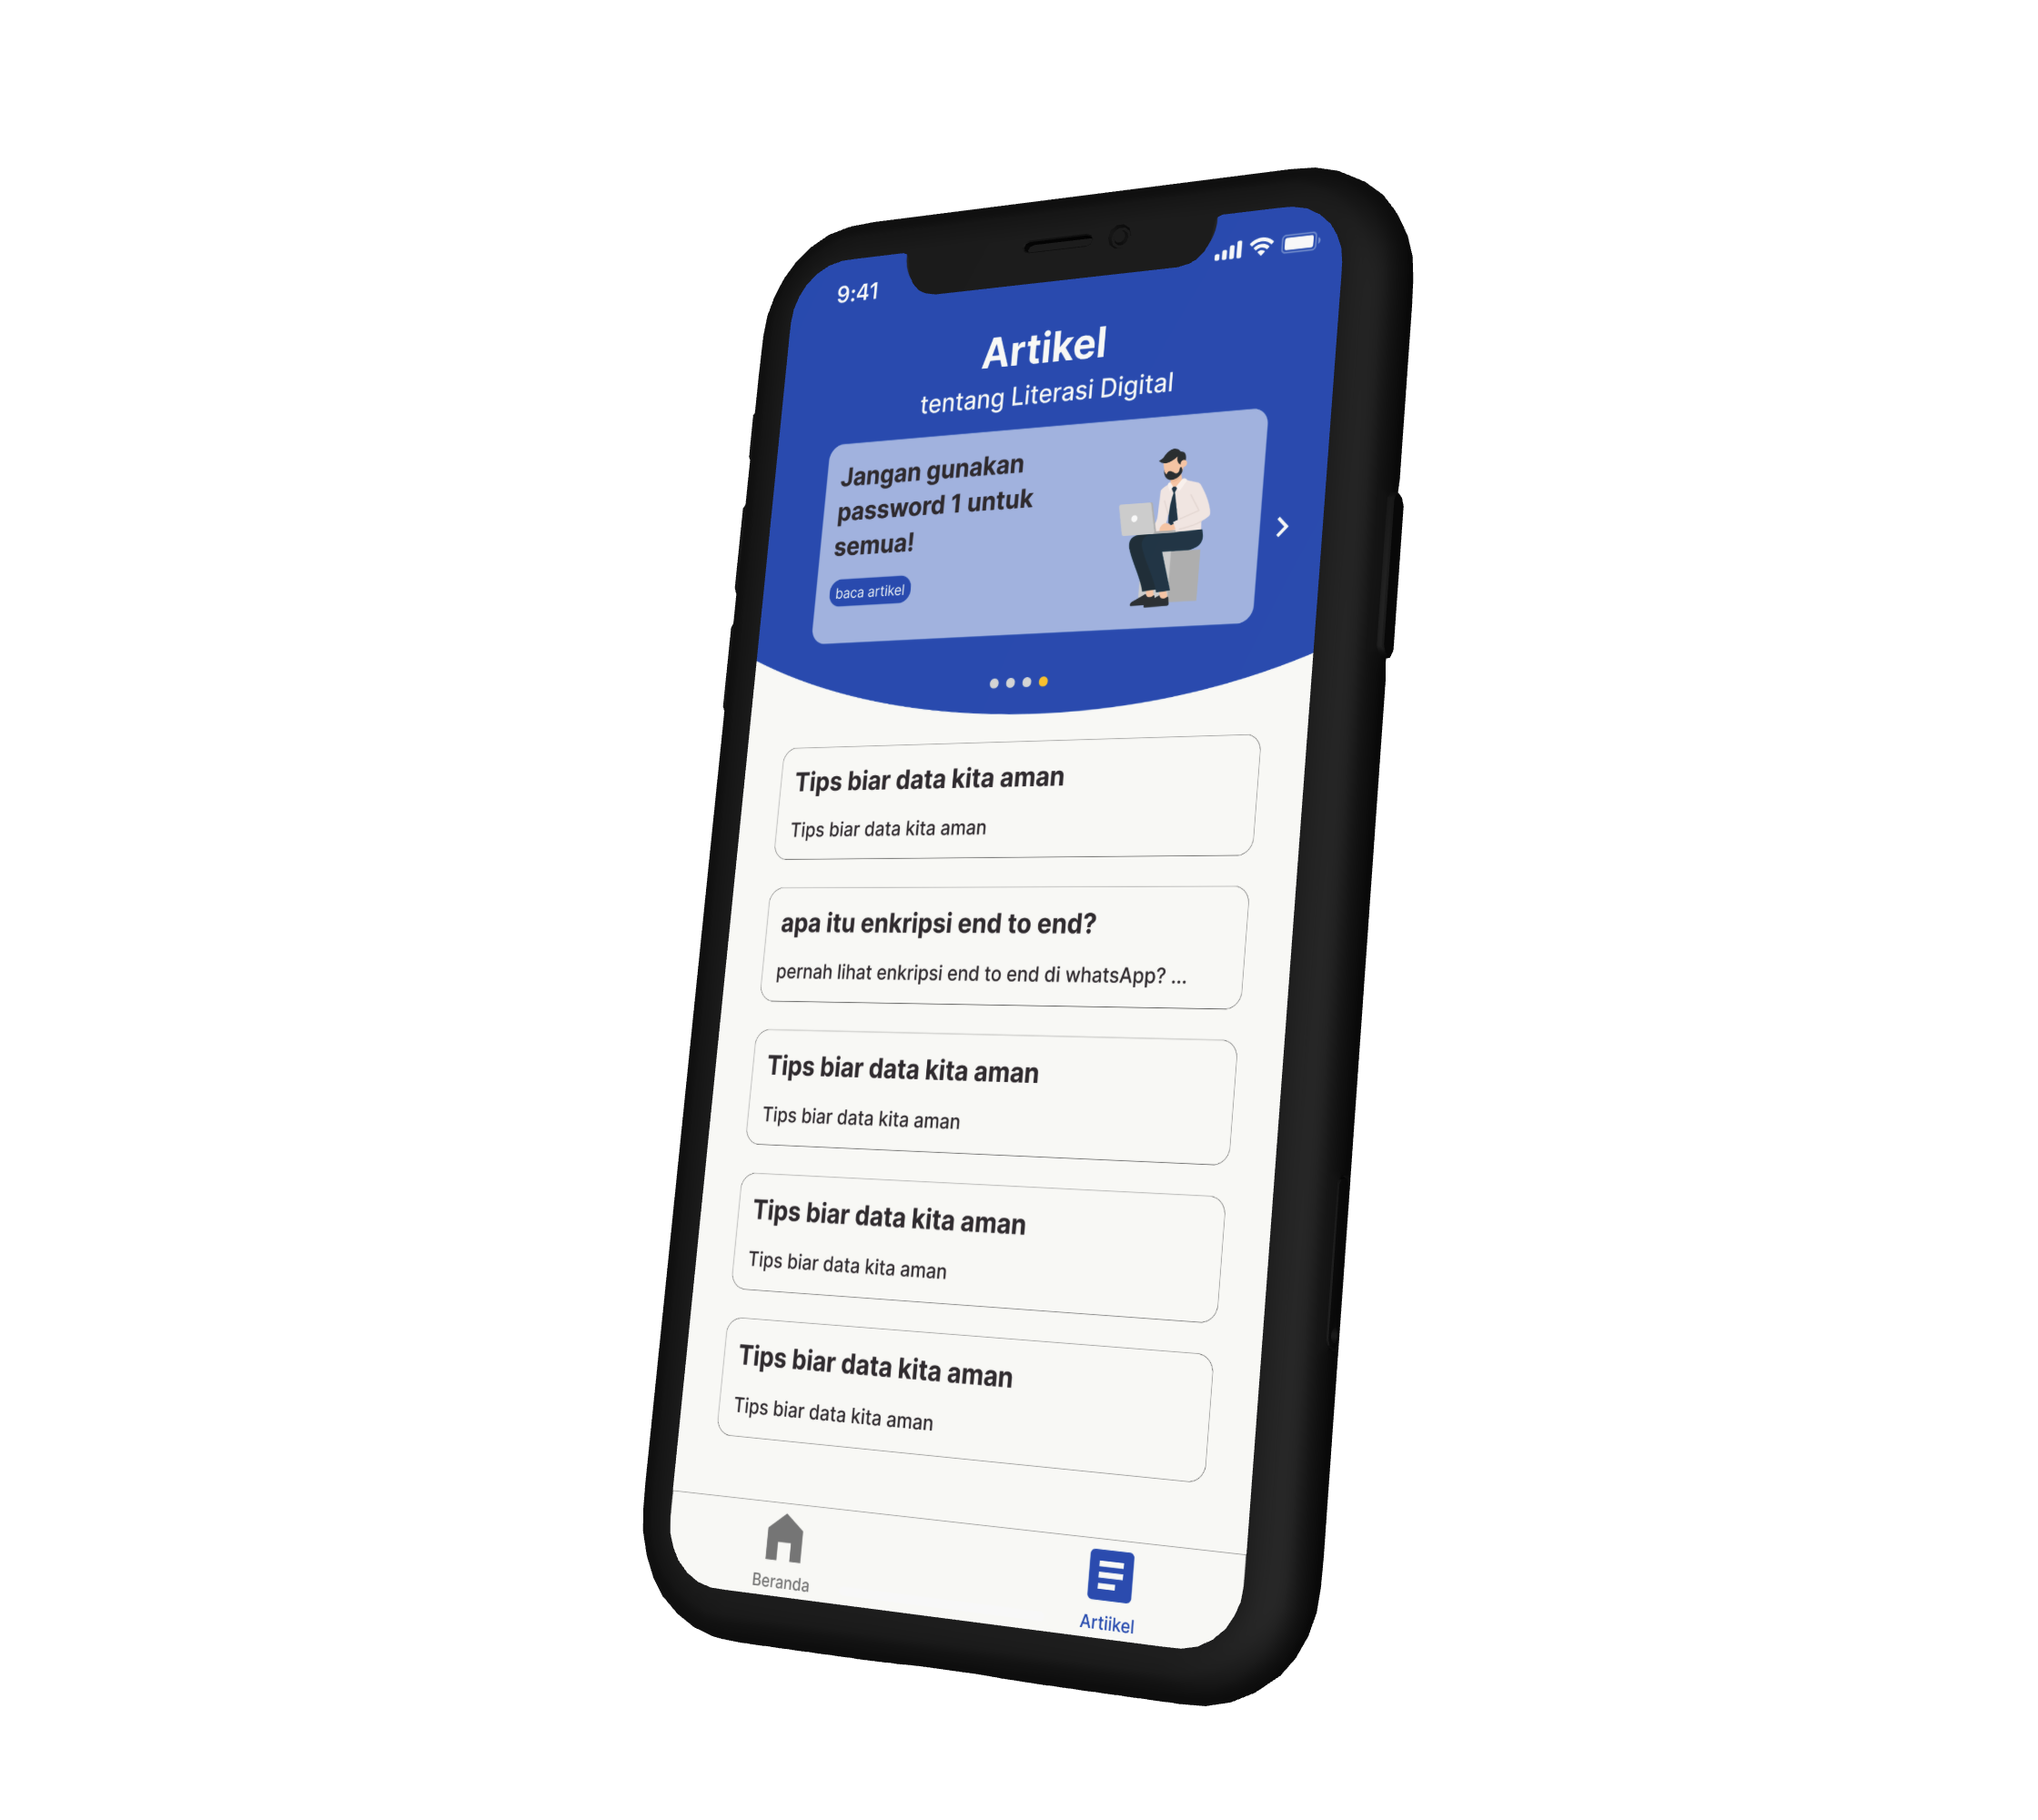 9:41
Artikel
tentang Literasi Digital
Jangan gunakan
password 1 untuk
semua!
baca artikel
Tips biar data kita aman
Tips biar data kita aman
apa itu enkripsi end to end?
pernah lihat enkripsi end to end di whatsApp? ...
Tips biar data kita aman
Tips biar data kita aman
Tips biar data kita aman
Tips biar data kita aman
Tips biar data kita aman
Tips biar data kita aman
Beranda
Artiikel